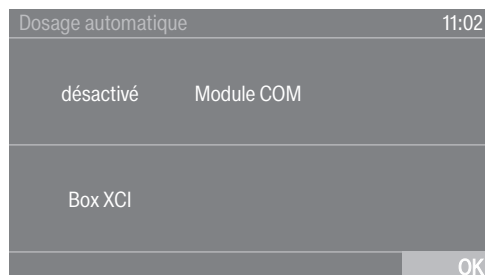 Dosage automatique 11:02
désactivé Module COM
Box XCI
OK